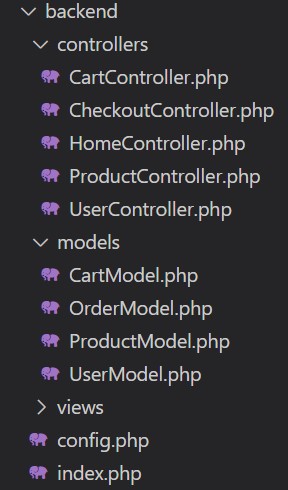 backend
controllers
CartController.php
CheckoutController.php
HomeController.php
ProductController.php
UserController.php
models
CartModel.php
OrderModel.php
ProductModel.php
UserModel.php
views
config.php
index.php